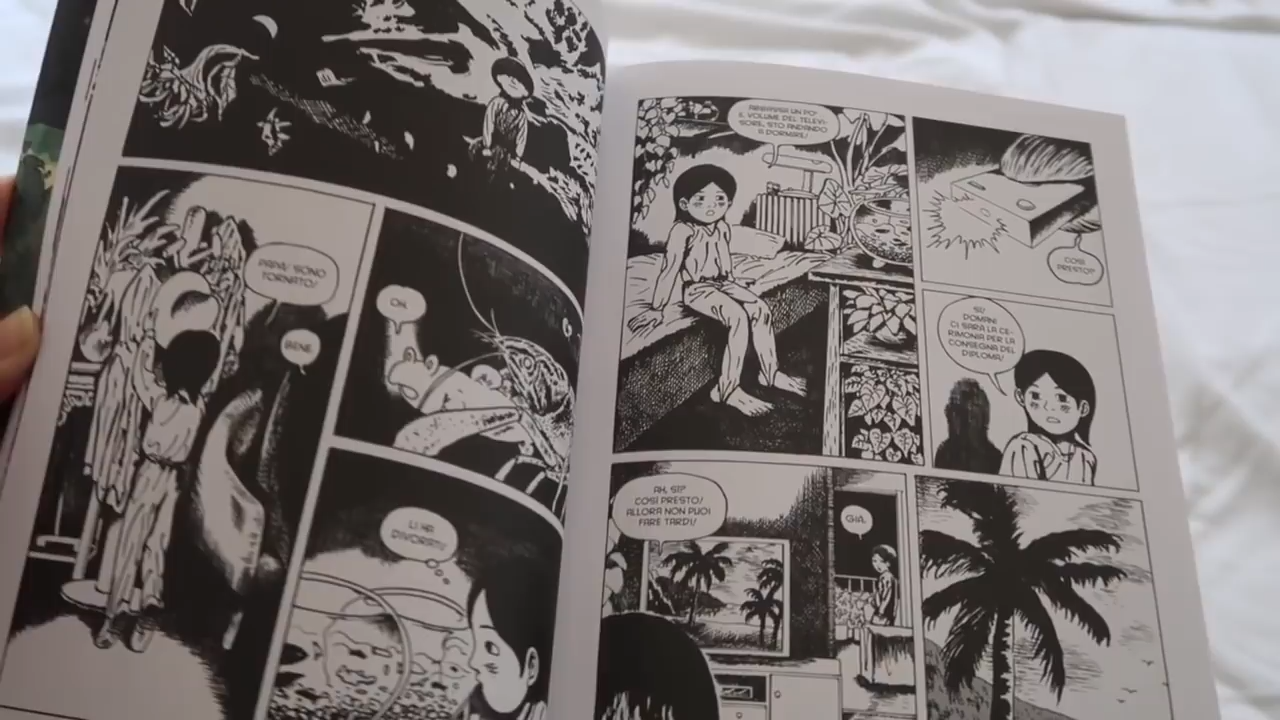 PAPÀ! SONO
TORNATO!
BENE.
OH.
LI HA
DIVORATI!
ABBASSA UN PO'
IL VOLUME DEL TELEVI-
SORE, STO ANDANDO
A DORMIRE!
COSÌ
PRESTO?
SÌ!
DOMANI
CI SARÀ LA CE-
RIMONIA PER LA
CONSEGNA DEL
DIPLOMA!
AH, SÌ?
COSÌ PRESTO!
ALLORA NON PUOI
FARE TARDI!
GIÀ.